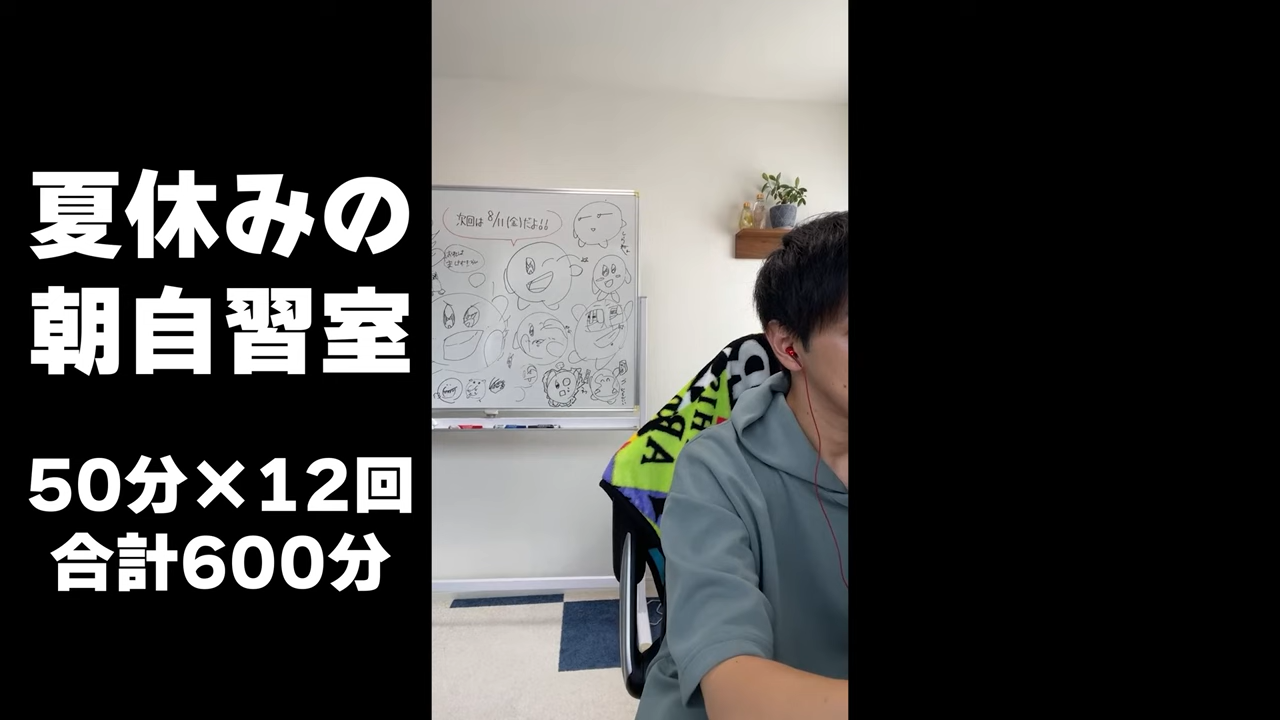 夏休みの
朝自習室
50分×12回
合計600分
次回は 8/11(金)だよ!!